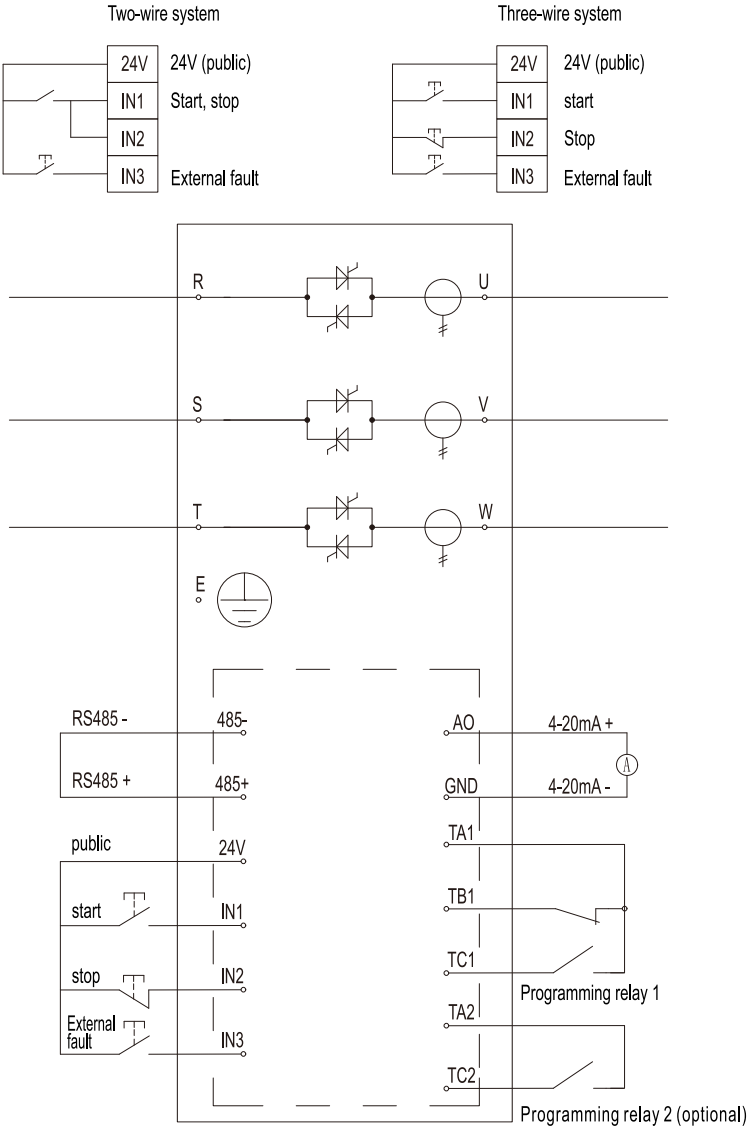 Two-wire system
Three-wire system
24V 24V (public)
IN1 Start, stop
IN2
IN3 External fault
24V 24V (public)
IN1 start
IN2 Stop
IN3 External fault
R U
S V
T W
E
RS485 - 485-
RS485 + 485+
public 24V
start IN1
stop IN2
External
fault IN3
AO 4-20mA +
A
GND 4-20mA -
TA1
TB1
TC1
Programming relay 1
TA2
TC2
Programming relay 2 (optional)